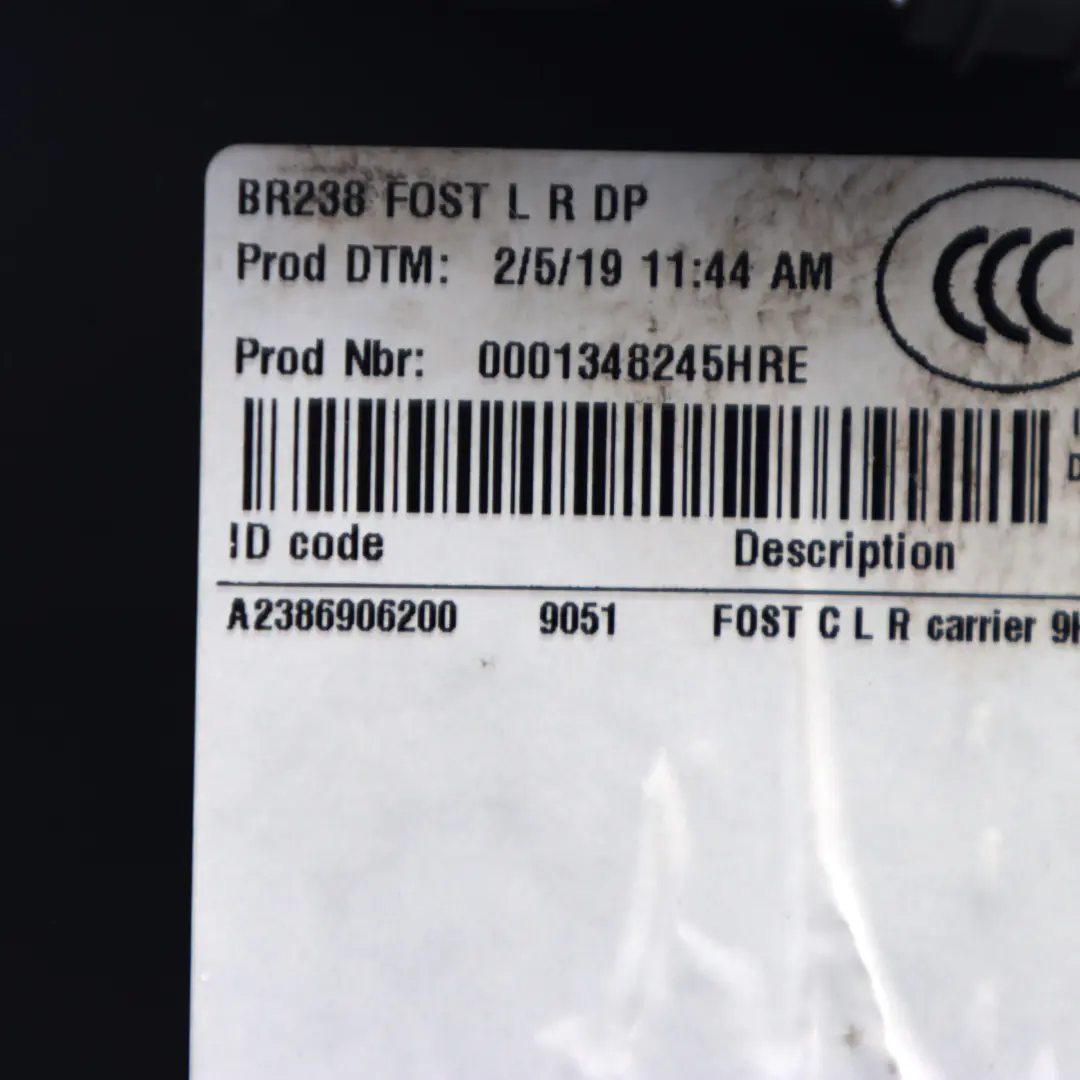 BR238 FOST L R DP
Prod DTM: 2/5/19 11:44 AM
CCC
Prod Nbr: 0001348245HRE
ID code Description
A2386906200 9051 FOST C L R carrier